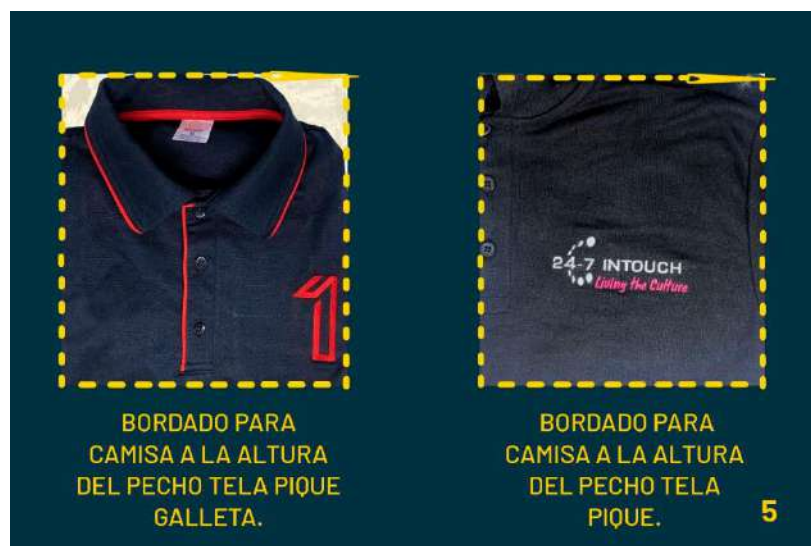 24-7 INTOUCH
Living the Culture
BORDADO PARA
CAMISA A LA ALTURA
DEL PECHO TELA PIQUE
GALLETA.
BORDADO PARA
CAMISA A LA ALTURA
DEL PECHO TELA
PIQUE.
5